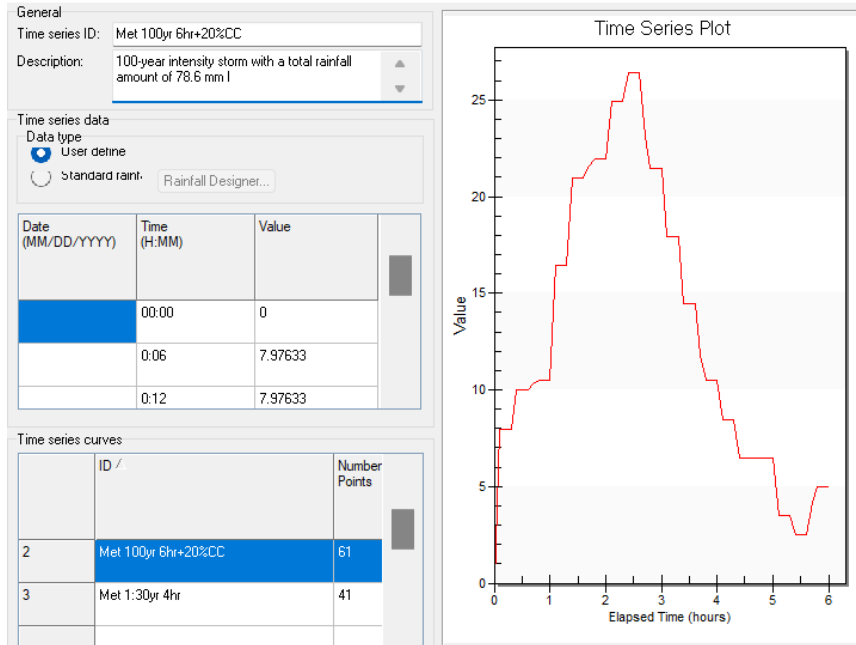 General
Time series ID: Met 100yr 6hr+20%CC
Description: 100-year intensity storm with a total rainfall
amount of 78.6 mm I
Time series data
Data type
User define
Standard rainf.
Rainfall Designer...
Date (MM/DD/YYYY) Time (H:MM) Value
00:00 0
0:06 7.97633
0:12 7.97633
Time series curves
ID Number Points
2 Met 100yr 6hr+20%CC 61
3 Met 1:30yr 4hr 41
Time Series Plot
Value
25
20
15
10
5
0
0 1 2 3 4 5 6
Elapsed Time (hours)